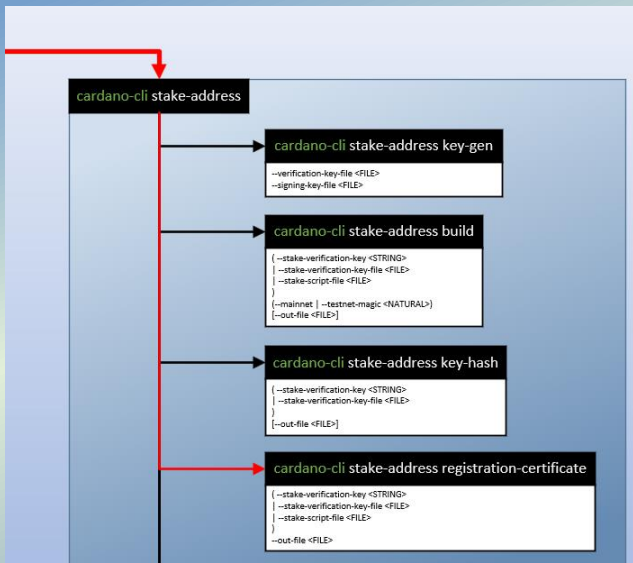 cardano-cli stake-address
cardano-cli stake-address key-gen
--verification-key-file <FILE>
--signing-key-file <FILE>
cardano-cli stake-address build
( --stake-verification-key <STRING>
| --stake-verification-key-file <FILE>
| --stake-script-file <FILE>
)
(--mainnet | --testnet-magic <NATURAL>)
[--out-file <FILE>]
cardano-cli stake-address key-hash
( --stake-verification-key <STRING>
| --stake-verification-key-file <FILE>
)
[--out-file <FILE>]
cardano-cli stake-address registration-certificate
( --stake-verification-key <STRING>
| --stake-verification-key-file <FILE>
| --stake-script-file <FILE>
)
--out-file <FILE>